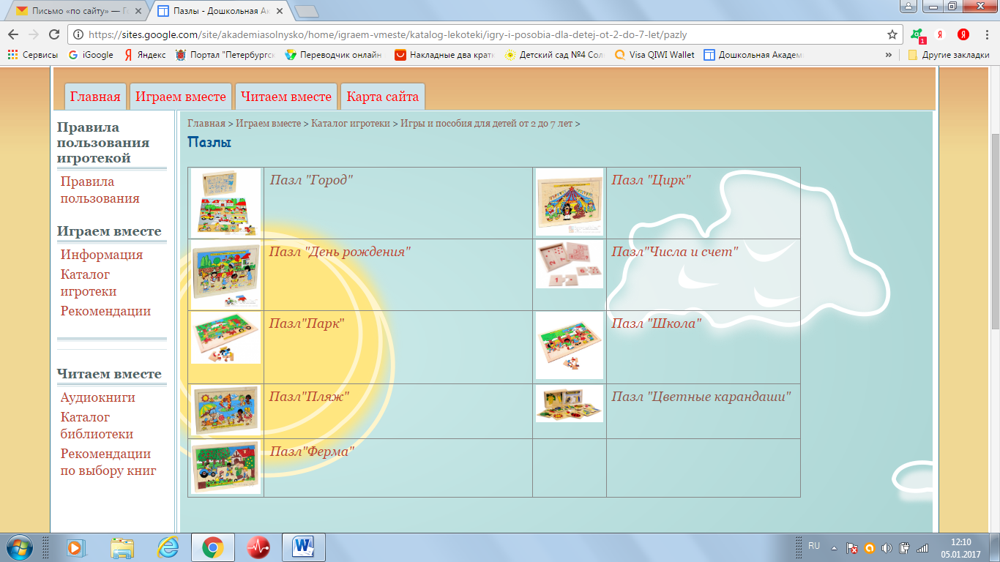 Письмо «по сайту» — Го
Пазлы - Дошкольная Ак
https://sites.google.com/site/akademiasolnysko/home/igraem-vmeste/katalog-lekoteki/igry-i-posobia-dla-detej-ot-2-do-7-let/pazly
Сервисы iGoogle Яндекс Портал "Петербургск Переводчик онлайн Накладные два кратк Детский сад №4 Солн Visa QIWI Wallet Дошкольная Академи » Другие закладки
Главная Играем вместе Читаем вместе Карта сайта
Правила
пользования
игротекой
Правила
пользования
Играем вместе
Информация
Каталог
игротеки
Рекомендации
Читаем вместе
Аудиокниги
Каталог
библиотеки
Рекомендации
по выбору книг
Главная > Играем вместе > Каталог игротеки > Игры и пособия для детей от 2 до 7 лет >
Пазлы
Пазл "Город"
Пазл "Цирк"
Пазл "День рождения"
Пазл"Числа и счет"
Пазл"Парк"
Пазл "Школа"
Пазл"Пляж"
Пазл "Цветные карандаши"
Пазл"Ферма"
RU
12:10
05.01.2017